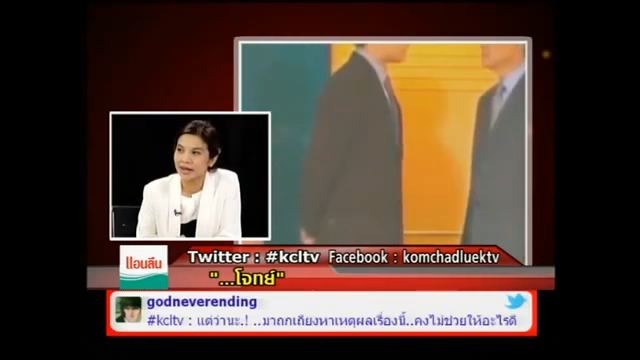 แอนลีน
Twitter : #kcltv Facebook : komchadluektv
"...โจทย์"
godneverending
#kcltv : แต่ว่านะ.! ..มาถกเถียงหาเหตุผลเรื่องนี้..คงไม่ช่วยให้อะไรดี